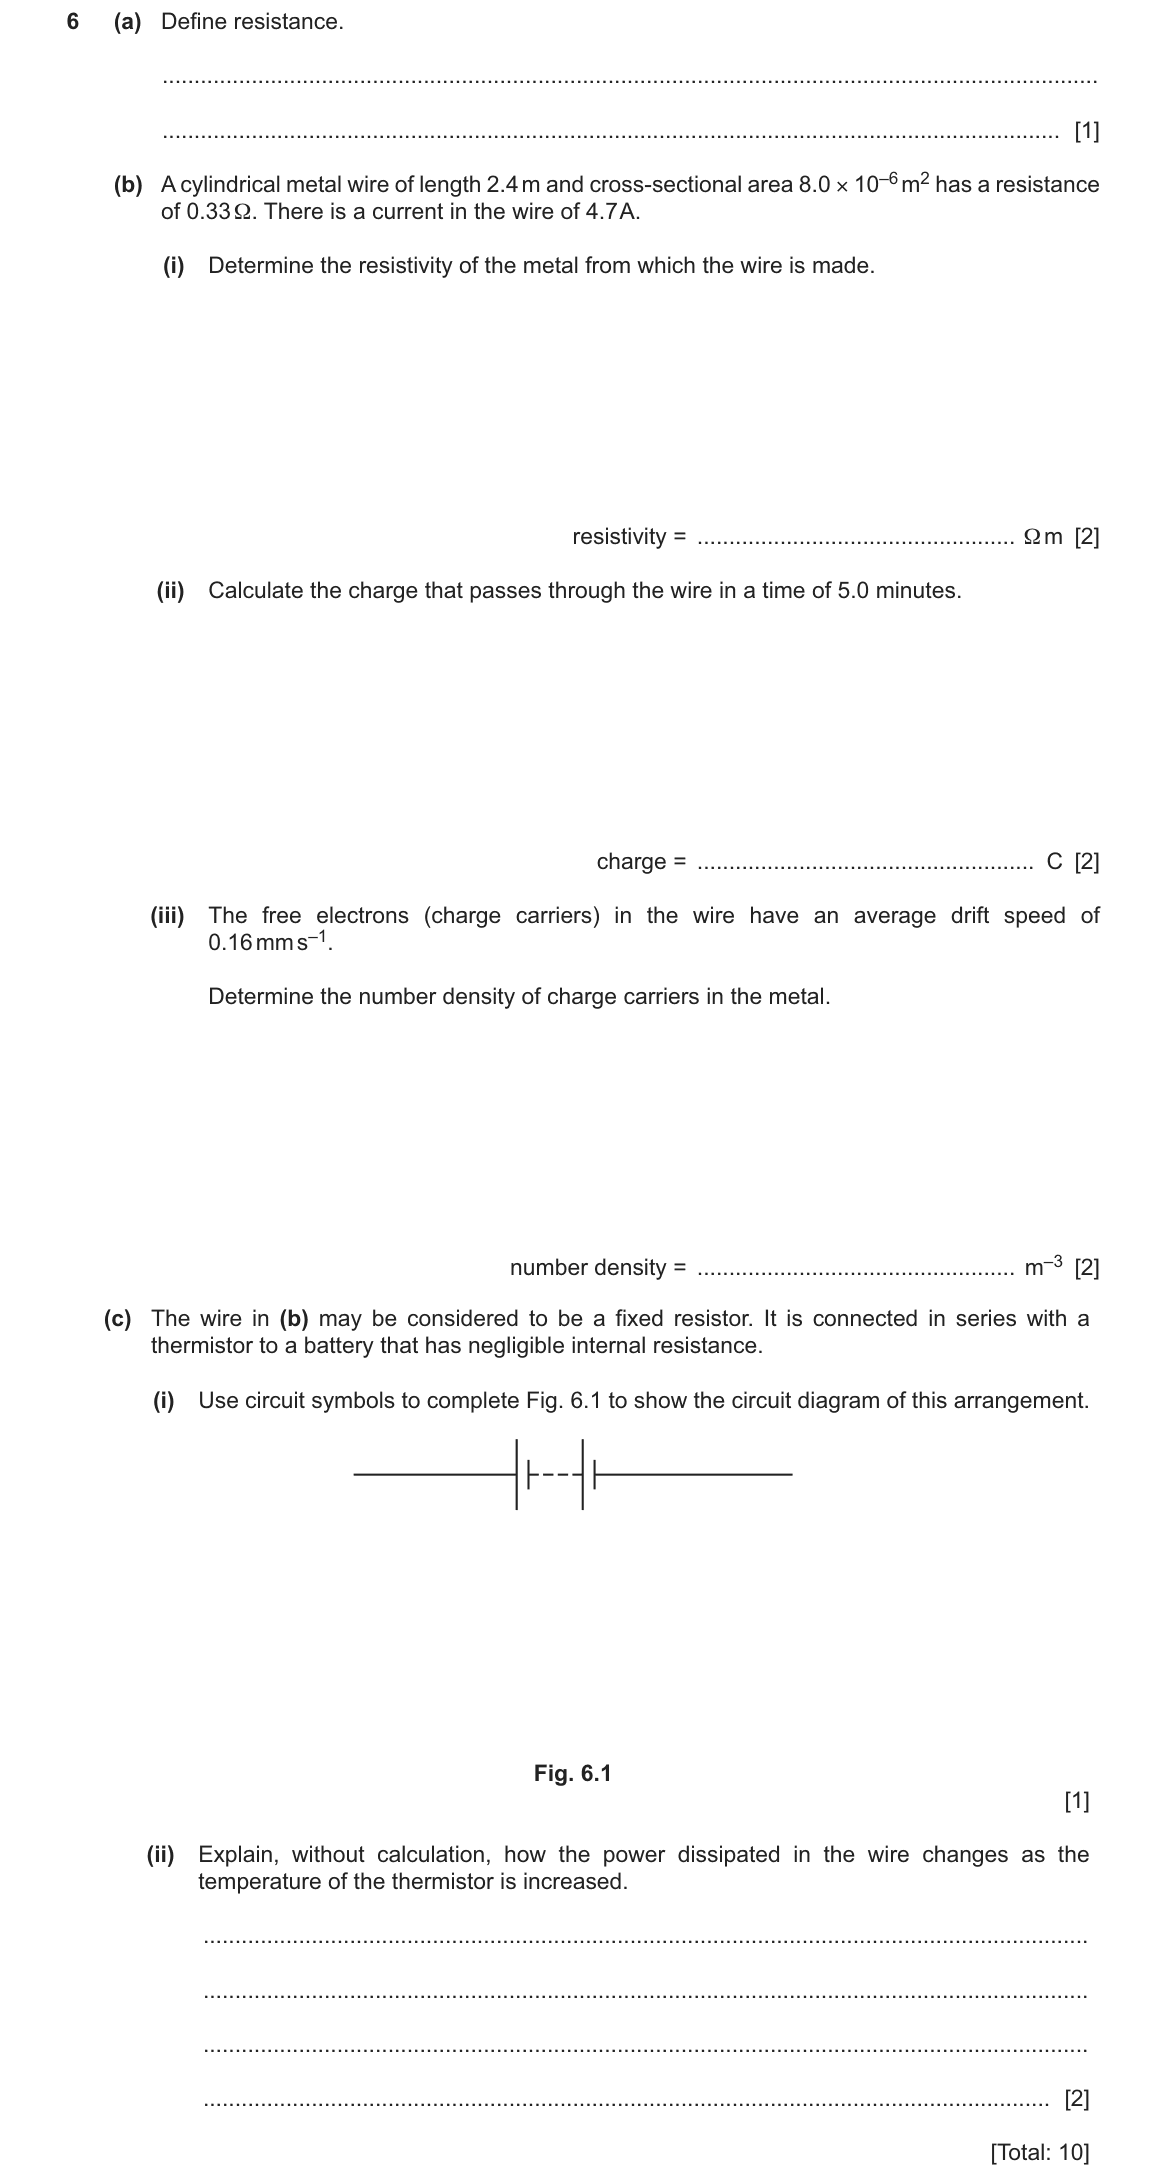 6 (a) Define resistance.
..........................................................................................................................................
.................................................................................................................................... [1]
(b) A cylindrical metal wire of length 2.4 m and cross-sectional area 8.0 × 10⁻⁶ m² has a resistance
of 0.33 Ω. There is a current in the wire of 4.7 A.
(i) Determine the resistivity of the metal from which the wire is made.
resistivity = .................................................. Ω m [2]
(ii) Calculate the charge that passes through the wire in a time of 5.0 minutes.
charge = ..................................................... C [2]
(iii) The free electrons (charge carriers) in the wire have an average drift speed of
0.16 mm s⁻¹.
Determine the number density of charge carriers in the metal.
number density = .................................................. m⁻³ [2]
(c) The wire in (b) may be considered to be a fixed resistor. It is connected in series with a
thermistor to a battery that has negligible internal resistance.
(i) Use circuit symbols to complete Fig. 6.1 to show the circuit diagram of this arrangement.
Fig. 6.1
[1]
(ii) Explain, without calculation, how the power dissipated in the wire changes as the
temperature of the thermistor is increased.
..........................................................................................................................................
..........................................................................................................................................
..........................................................................................................................................
.................................................................................................................................... [2]
[Total: 10]